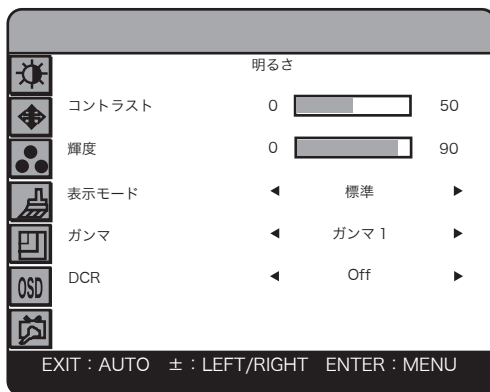 明るさ
コントラスト 0 50
輝度 0 90
表示モード ◀ 標準 ▶
ガンマ ◀ ガンマ 1 ▶
DCR ◀ Off ▶
OSD
EXIT：AUTO ±：LEFT/RIGHT ENTER：MENU